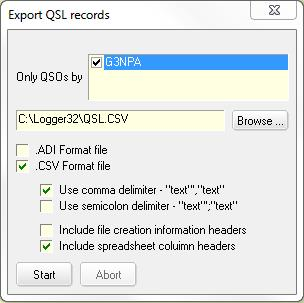 Export QSL records
Only QSOs by
G3NPA
C:\Logger32\QSL.CSV
Browse ...
.ADI Format file
.CSV Format file
Use comma delimiter - "text"',"text"
Use semicolon delimiter - "text"';"text"
Include file creation information headers
Include spreadsheet coluimn headers
Start
Abort